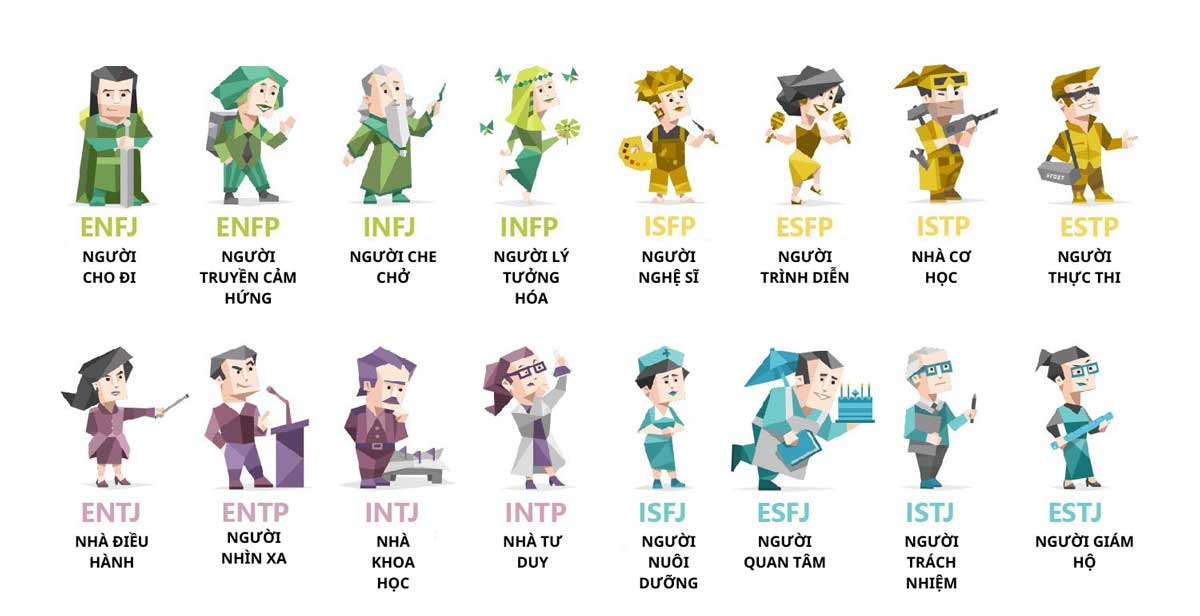 ENFJ
NGƯỜI
CHO ĐI
ENFP
NGƯỜI
TRUYỀN CẢM
HỨNG
INFJ
NGƯỜI CHE
CHỞ
INFP
NGƯỜI LÝ
TƯỞNG
HÓA
ISFP
NGƯỜI
NGHỆ SĨ
ESFP
NGƯỜI
TRÌNH DIỄN
ISTP
NHÀ CƠ
HỌC
ESTP
NGƯỜI
THỰC THI
ENTJ
NHÀ ĐIỀU
HÀNH
ENTP
NGƯỜI
NHÌN XA
INTJ
NHÀ
KHOA
HỌC
INTP
NHÀ TƯ
DUY
ISFJ
NGƯỜI
NUÔI
DƯỠNG
ESFJ
NGƯỜI
QUAN TÂM
ISTJ
NGƯỜI
TRÁCH
NHIỆM
ESTJ
NGƯỜI GIÁM
HỘ